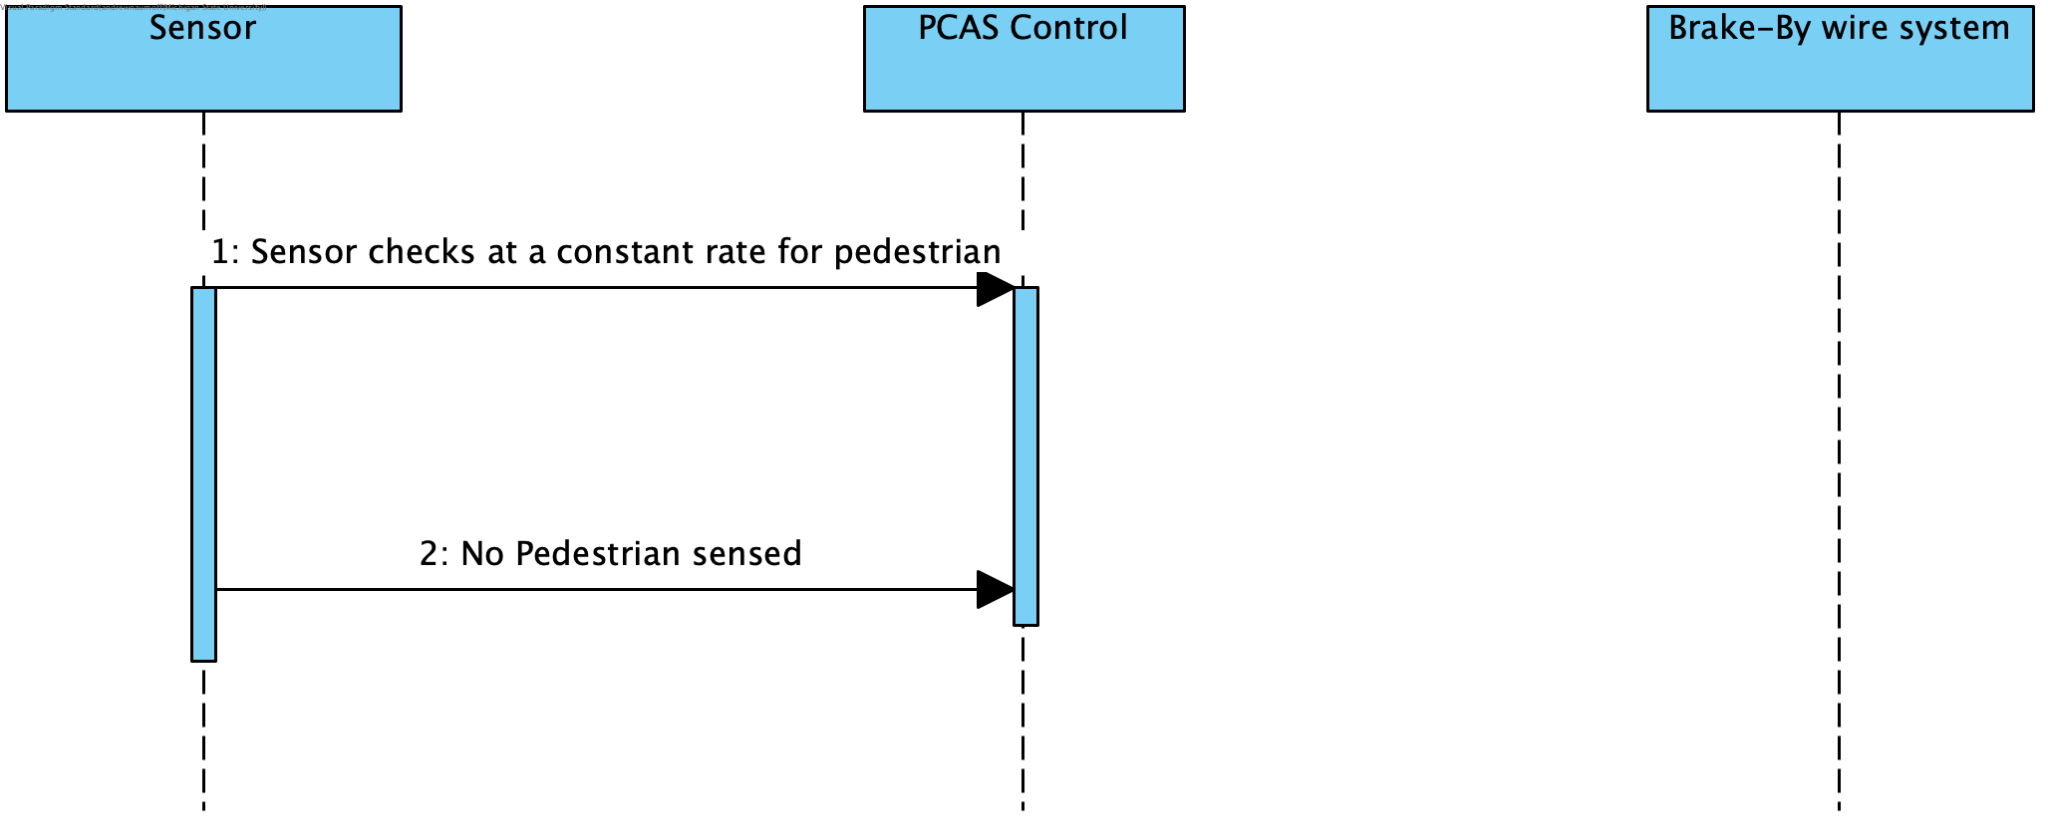 Sensor
PCAS Control
Brake-By wire system
1: Sensor checks at a constant rate for pedestrian
2: No Pedestrian sensed